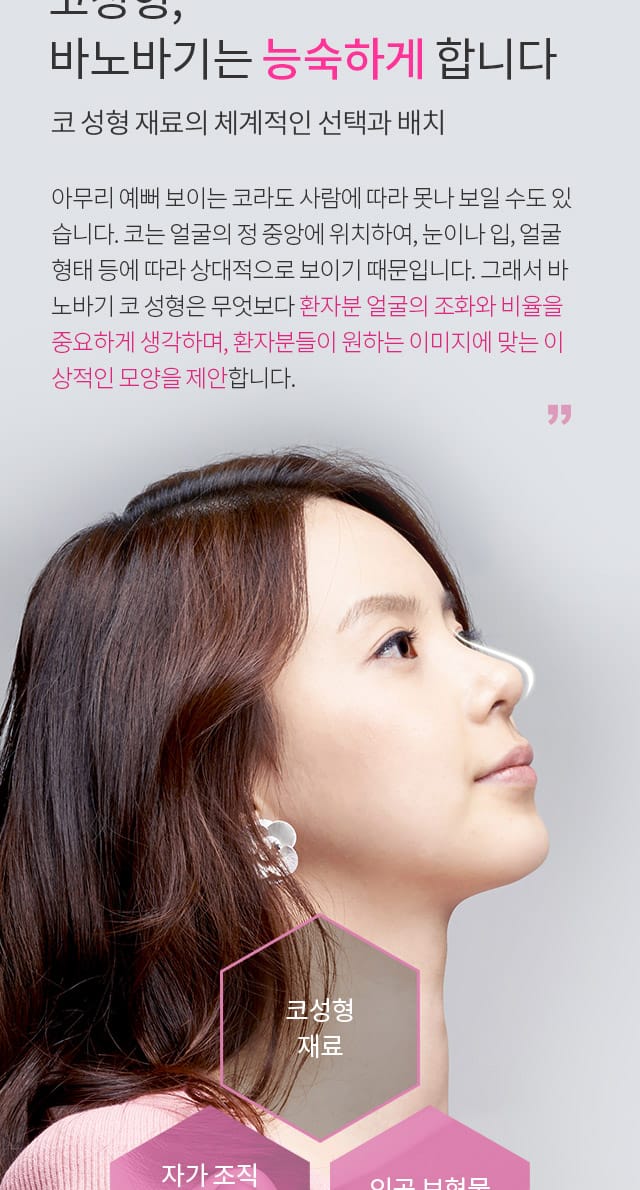 코성형,
바노바기는 능숙하게 합니다
코 성형 재료의 체계적인 선택과 배치
아무리 예뻐 보이는 코라도 사람에 따라 못나 보일 수도 있
습니다. 코는 얼굴의 정 중앙에 위치하여, 눈이나 입, 얼굴
형태 등에 따라 상대적으로 보이기 때문입니다. 그래서 바
노바기 코 성형은 무엇보다 환자분 얼굴의 조화와 비율을
중요하게 생각하며, 환자분들이 원하는 이미지에 맞는 이
상적인 모양을 제안합니다.
”
코성형
재료
자가 조직
인공 보형물